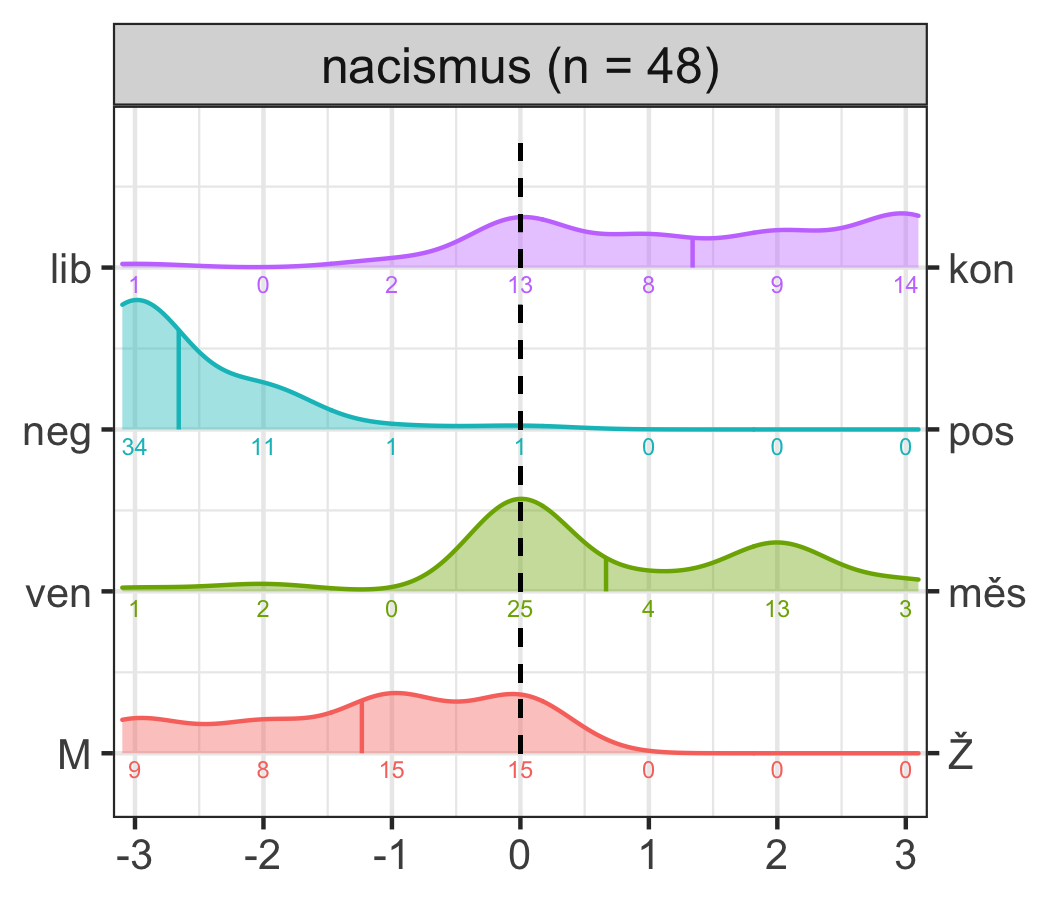 nacismus (n = 48)
lib kon
1 0 2 13 8 9 14
neg pos
34 11 1 1 0 0 0
ven měs
1 2 0 25 4 13 3
M Ž
9 8 15 15 0 0 0
-3 -2 -1 0 1 2 3